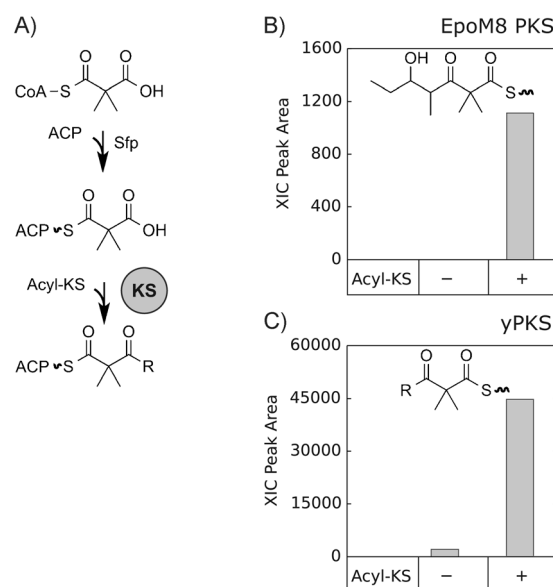 A)
O O
CoA–S OH
ACP Sfp
O O
ACP S OH
Acyl-KS KS
O O
ACP S R
B) EpoM8 PKS
XIC Peak Area
1600
1200
800
400
0
OH O O
S
Acyl-KS – +
C) yPKS
XIC Peak Area
60000
45000
30000
15000
0
O O
R S
Acyl-KS – +